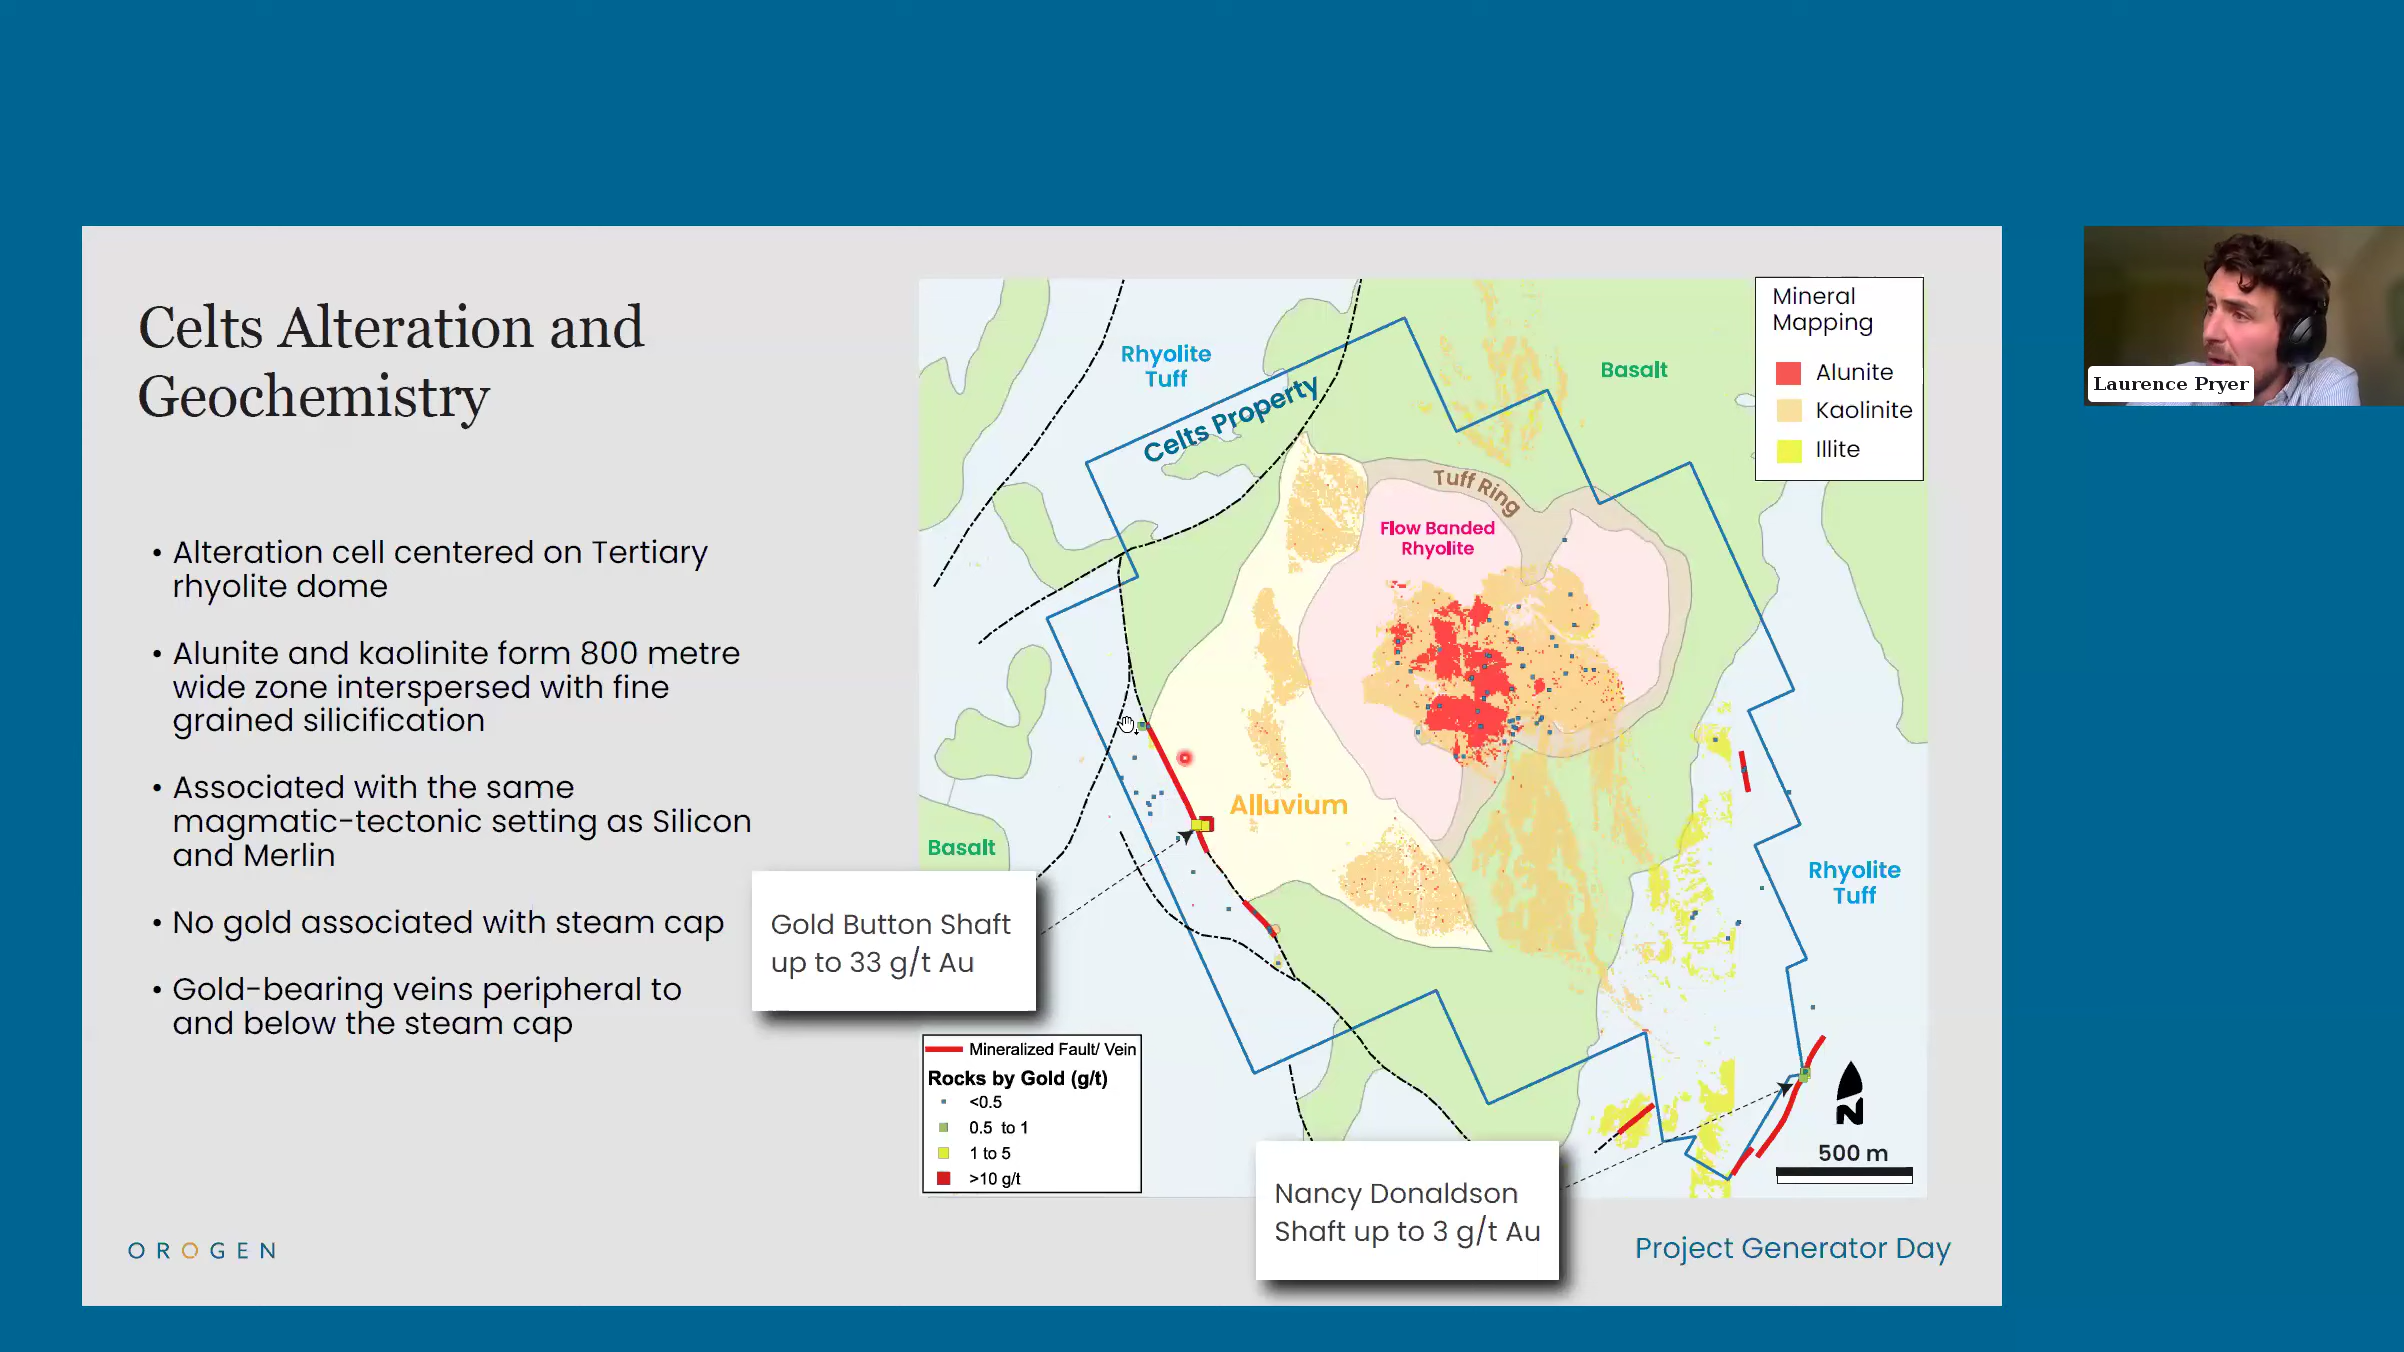 Celts Alteration and
Geochemistry
• Alteration cell centered on Tertiary
rhyolite dome
• Alunite and kaolinite form 800 metre
wide zone interspersed with fine
grained silicification
• Associated with the same
magmatic-tectonic setting as Silicon
and Merlin
• No gold associated with steam cap
• Gold-bearing veins peripheral to
and below the steam cap
Rhyolite
Tuff
Celts Property
Basalt
Tuff Ring
Flow Banded
Rhyolite
Alluvium
Basalt
Rhyolite
Tuff
Mineral
Mapping
Alunite
Kaolinite
Illite
Gold Button Shaft
up to 33 g/t Au
Mineralized Fault/ Vein
Rocks by Gold (g/t)
<0.5
0.5 to 1
1 to 5
>10 g/t
Nancy Donaldson
Shaft up to 3 g/t Au
N
500 m
OROGEN
Project Generator Day
Laurence Pryer